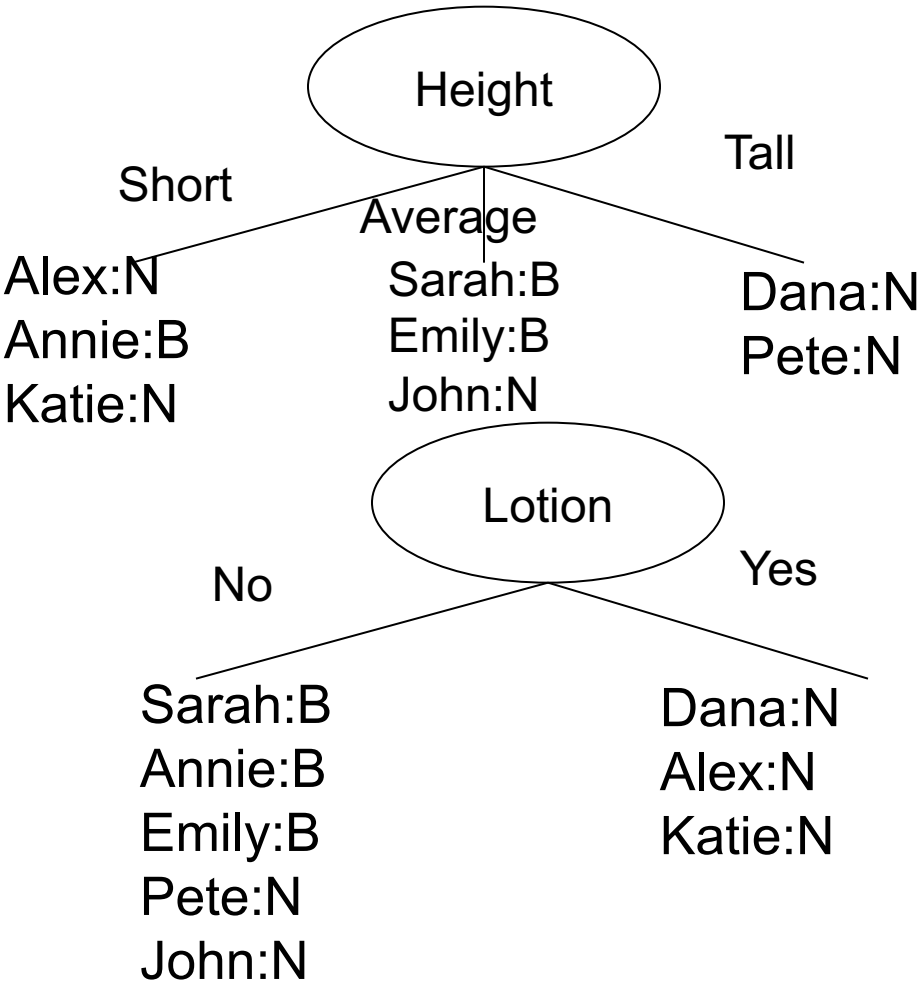 Height
Short
Average
Tall
Alex:N
Annie:B
Katie:N
Sarah:B
Emily:B
John:N
Dana:N
Pete:N
Lotion
No
Yes
Sarah:B
Annie:B
Emily:B
Pete:N
John:N
Dana:N
Alex:N
Katie:N